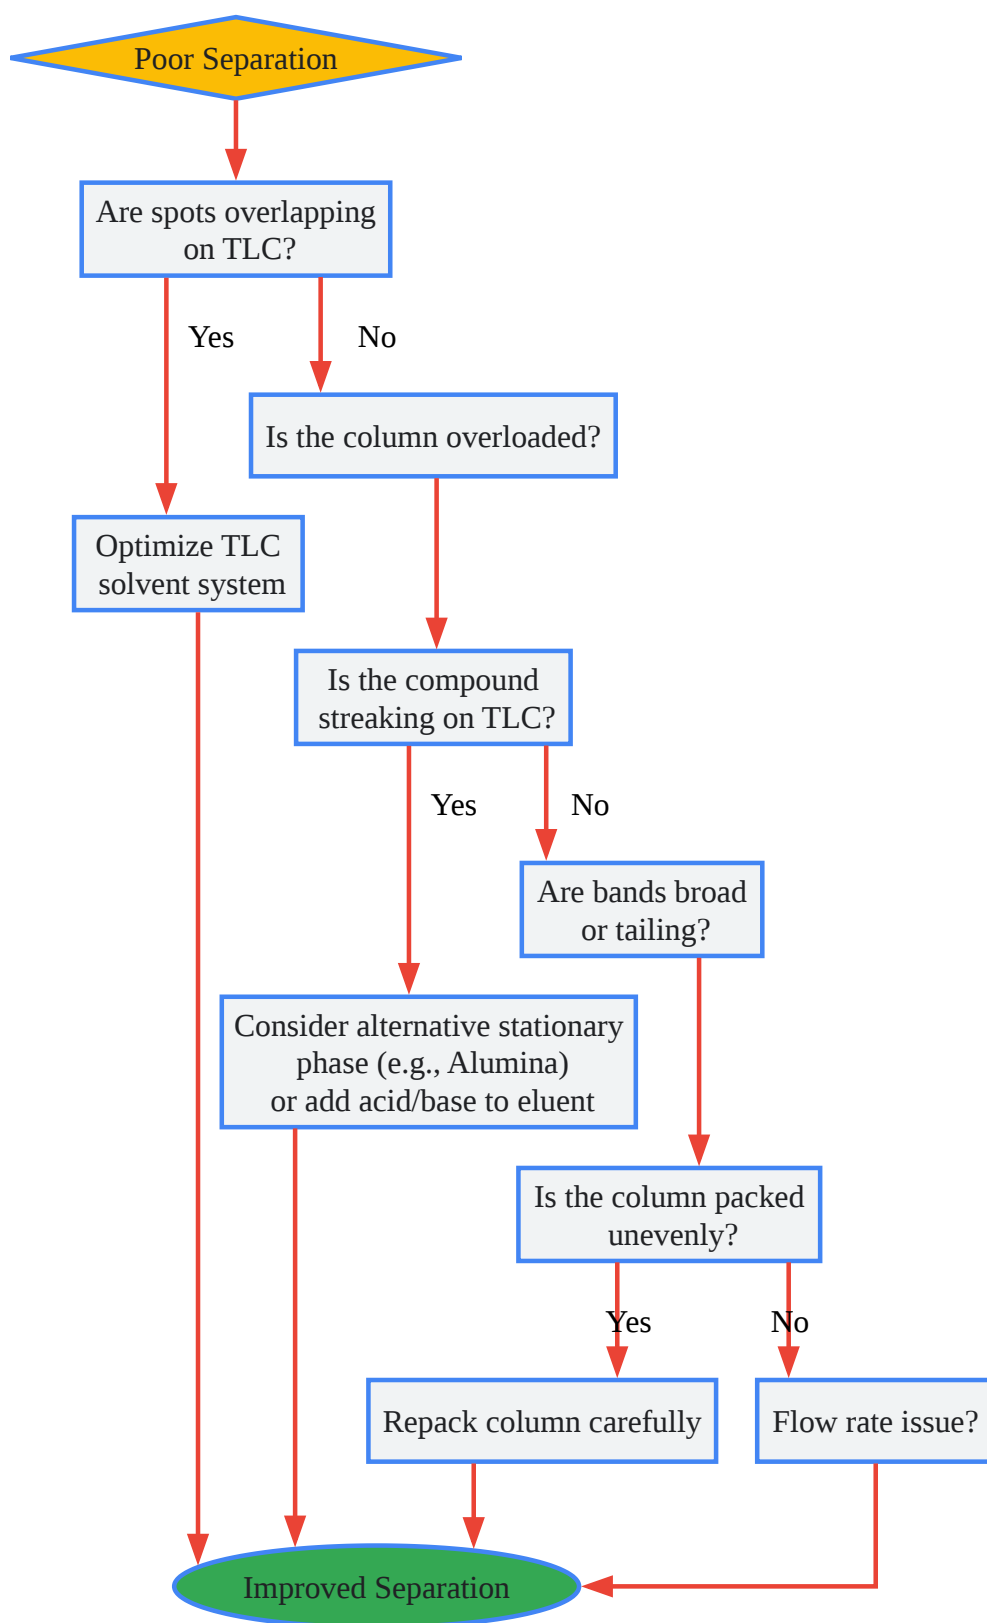 Poor Separation
Are spots overlapping
on TLC?
Yes
No
Is the column overloaded?
Optimize TLC
solvent system
Is the compound
streaking on TLC?
Yes
No
Are bands broad
or tailing?
Consider alternative stationary
phase (e.g., Alumina)
or add acid/base to eluent
Is the column packed
unevenly?
Yes
No
Repack column carefully
Flow rate issue?
Improved Separation